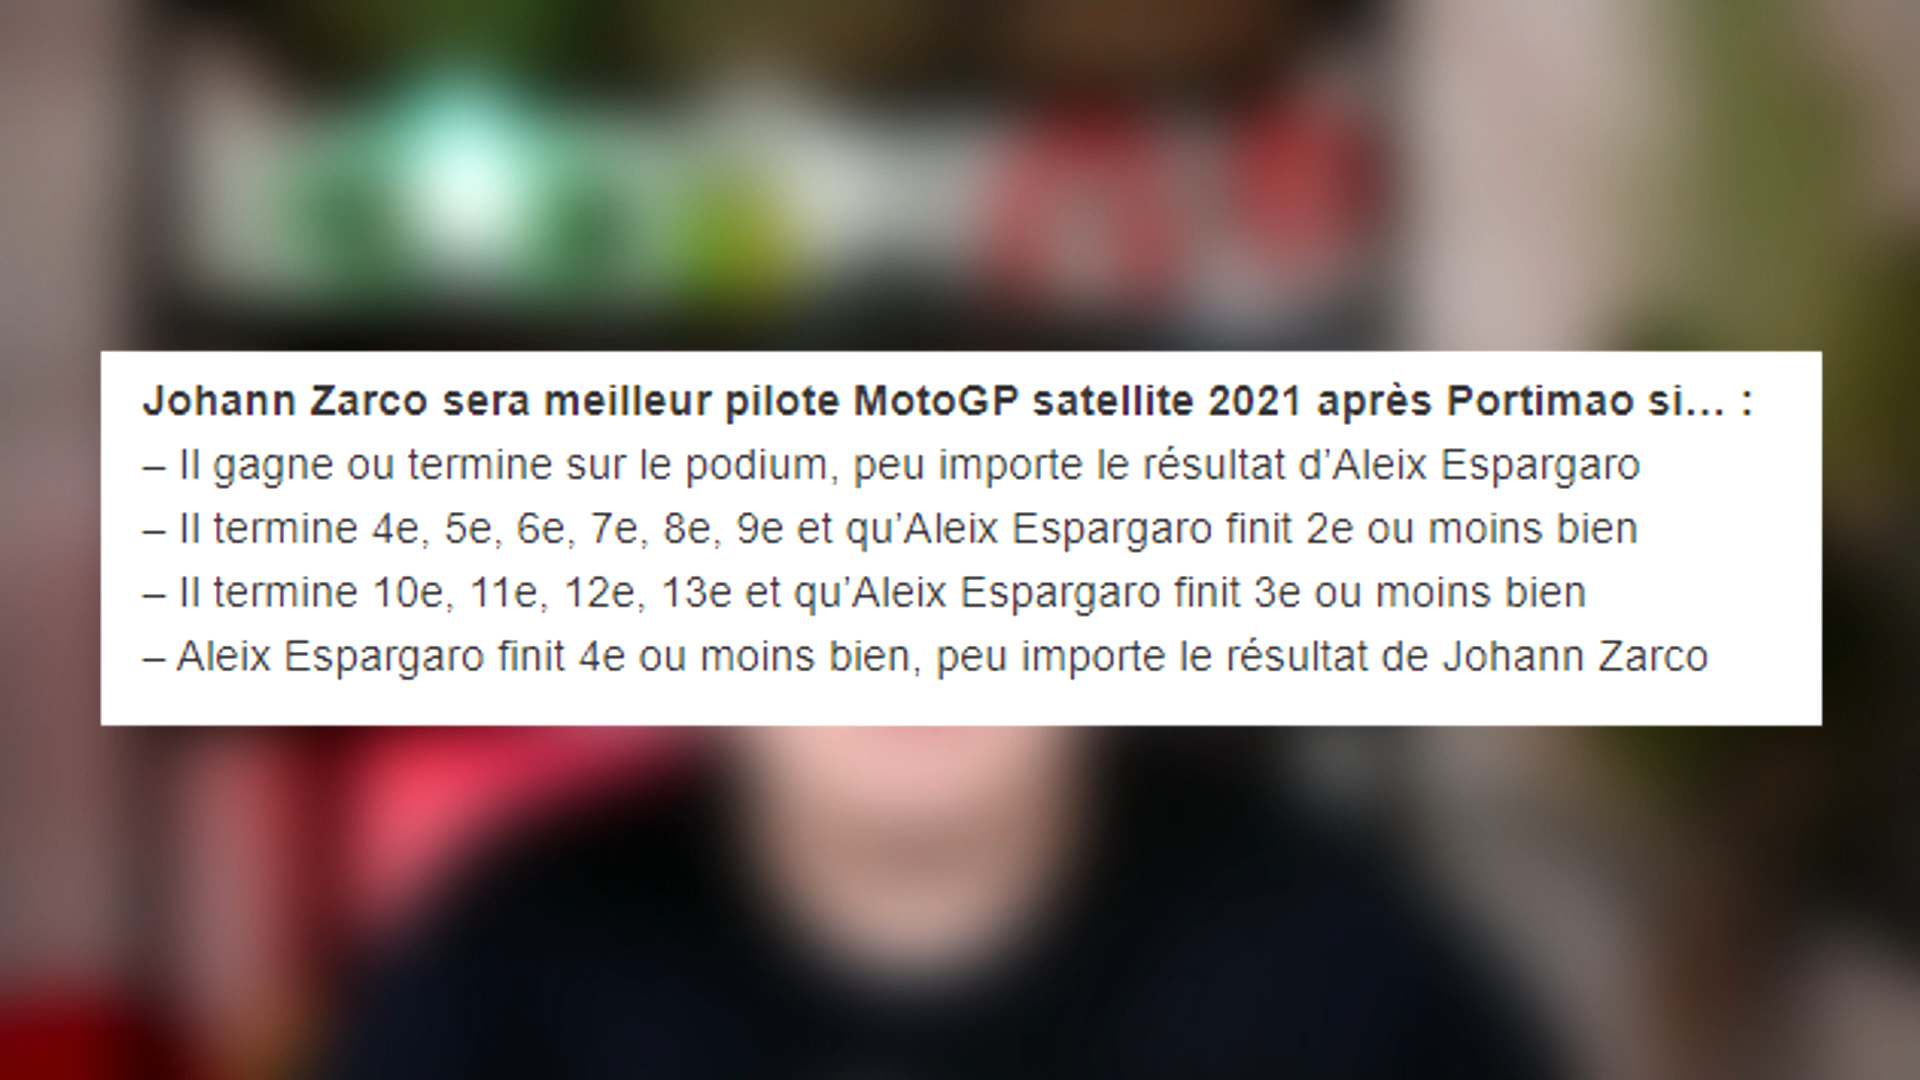 Johann Zarco sera meilleur pilote MotoGP satellite 2021 après Portimao si... :
– Il gagne ou termine sur le podium, peu importe le résultat d’Aleix Espargaro
– Il termine 4e, 5e, 6e, 7e, 8e, 9e et qu’Aleix Espargaro finit 2e ou moins bien
– Il termine 10e, 11e, 12e, 13e et qu’Aleix Espargaro finit 3e ou moins bien
– Aleix Espargaro finit 4e ou moins bien, peu importe le résultat de Johann Zarco